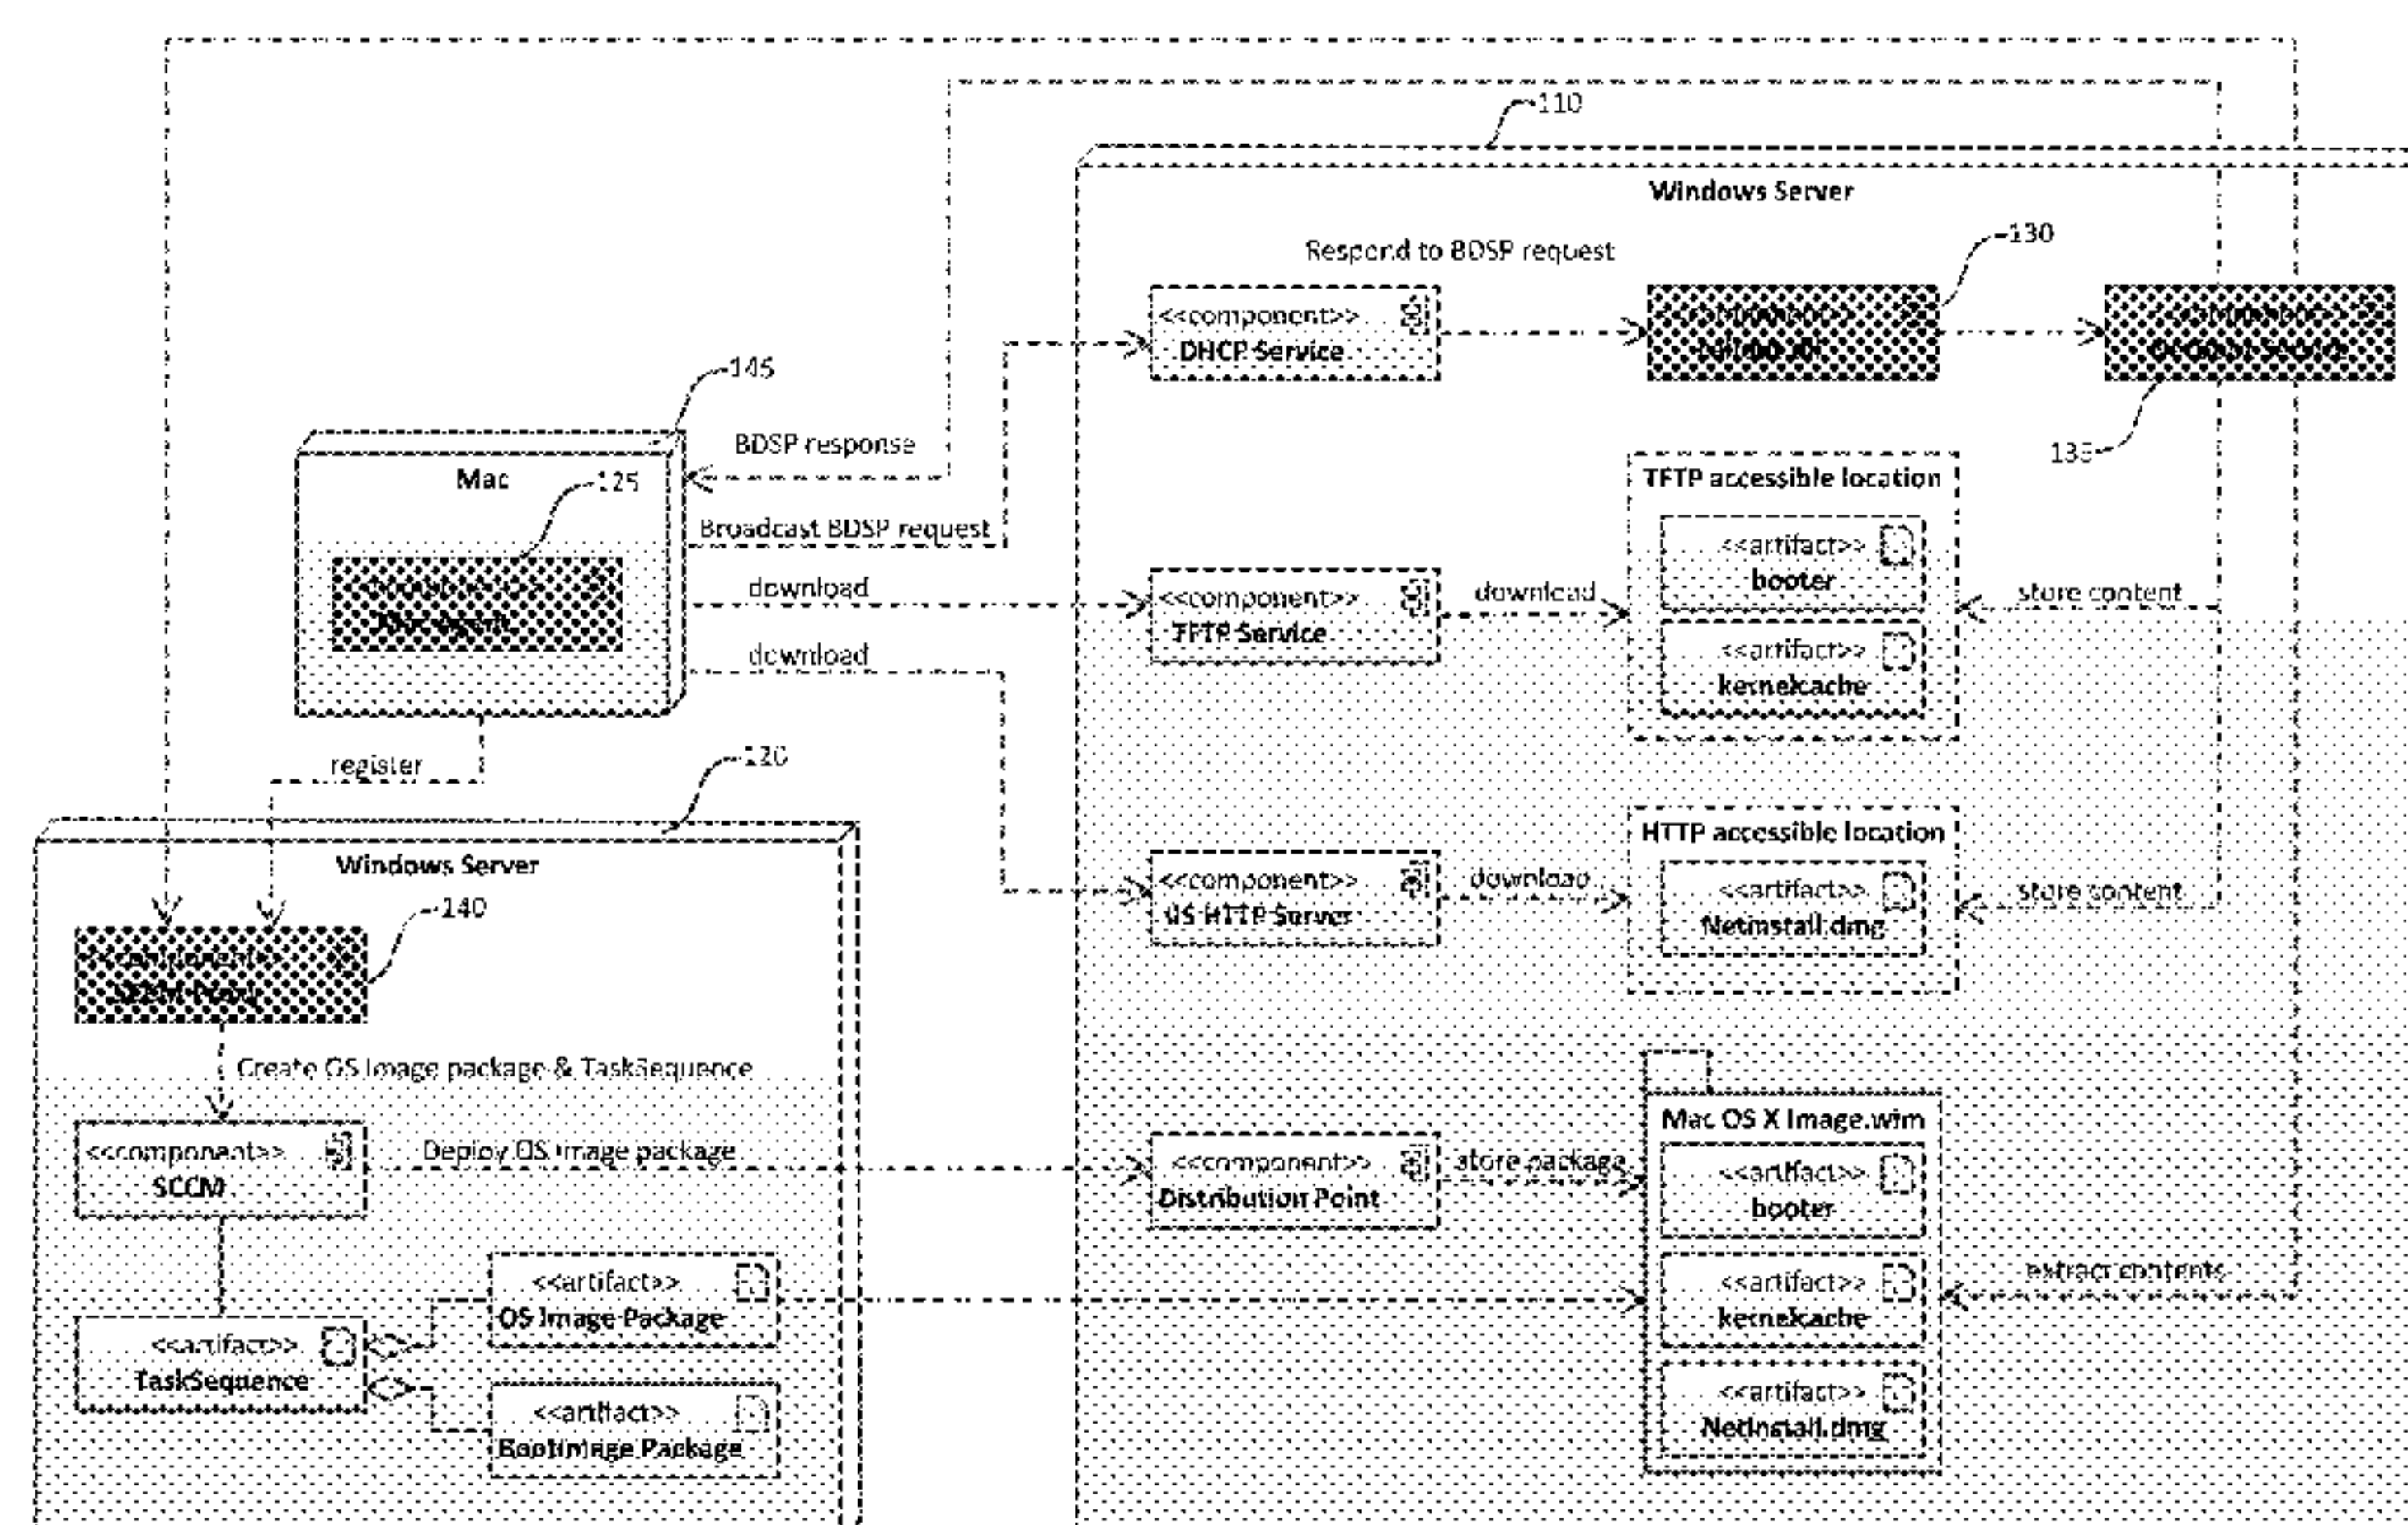 110
Windows Server
Respond to BDSP request
130
<<component>>
DHCP Service
<<component>>
145
BDSP response
Mac
125
Broadcast BDSP request
135
TFTP accessible location
<<artifact>>
booter
download
<<component>>
TFTP Service
download
store content
<<artifact>>
kernelcache
download
register
120
Windows Server
140
<<component>>
HTTP accessible location
<<component>>
IIS HTTP Server
download
<<artifact>>
NetInstall.dmg
store content
Create OS Image package & TaskSequence
<<component>>
SCCM
Deploy OS image package
<<component>>
Distribution Point
store package
Mac OS X Image.wim
<<artifact>>
booter
<<artifact>>
OS Image Package
<<artifact>>
kernelcache
extract contents
<<artifact>>
TaskSequence
<<artifact>>
BootImage Package
<<artifact>>
NetInstall.dmg